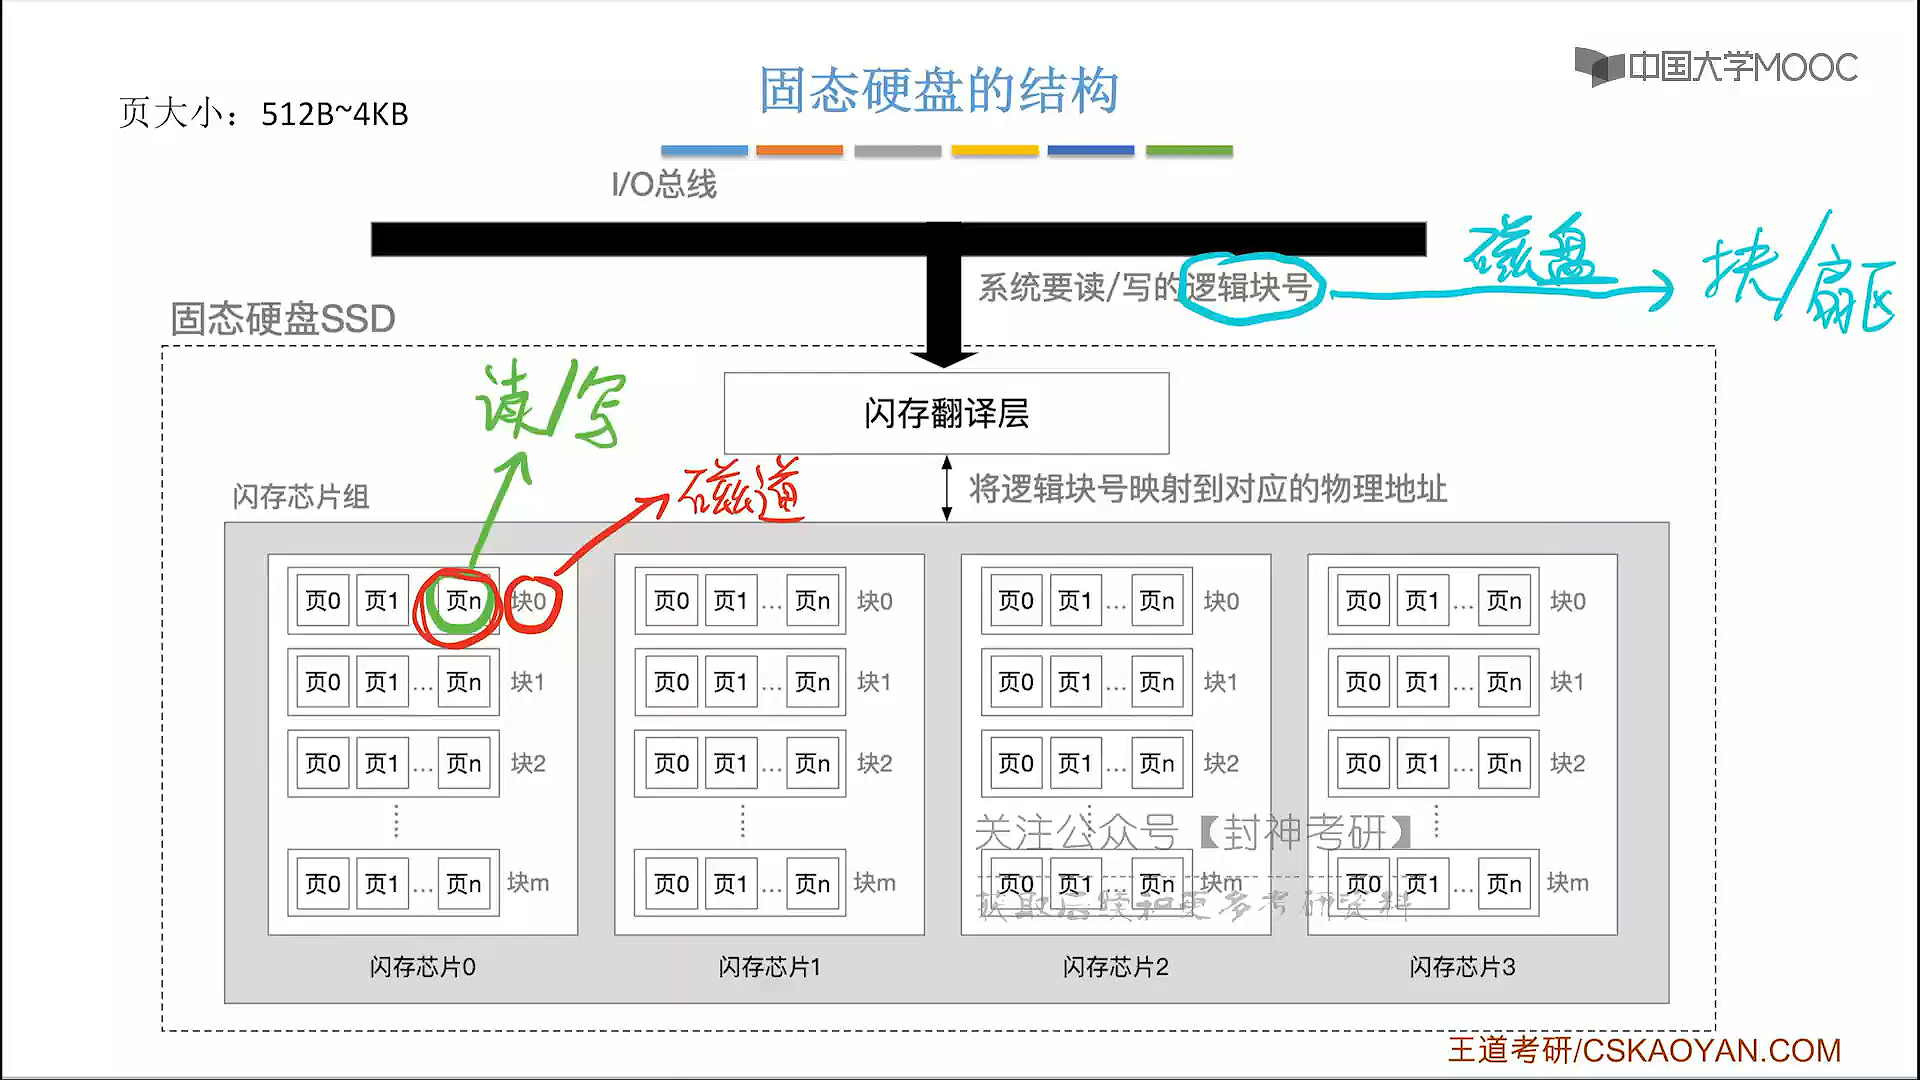 中国大学MOOC
固态硬盘的结构
页大小：512B~4KB
I/O总线
系统要读/写的逻辑块号
磁盘
块/扇区
固态硬盘SSD
读/写
闪存翻译层
磁道
将逻辑块号映射到对应的物理地址
闪存芯片组
页0 页1 页n 块0
页0 页1 ... 页n 块0
页0 页1 ... 页n 块0
页0 页1 ... 页n 块0
页0 页1 ... 页n 块1
页0 页1 ... 页n 块1
页0 页1 ... 页n 块1
页0 页1 ... 页n 块1
页0 页1 ... 页n 块2
页0 页1 ... 页n 块2
页0 页1 ... 页n 块2
页0 页1 ... 页n 块2
关注公众号【封神考研】
页0 页1 ... 页n 块m
页0 页1 ... 页n 块m
页0 页1 ... 页n 块m
页0 页1 ... 页n 块m
获取后续和更多考研资料
闪存芯片0
闪存芯片1
闪存芯片2
闪存芯片3
王道考研/CSKAOYAN.COM